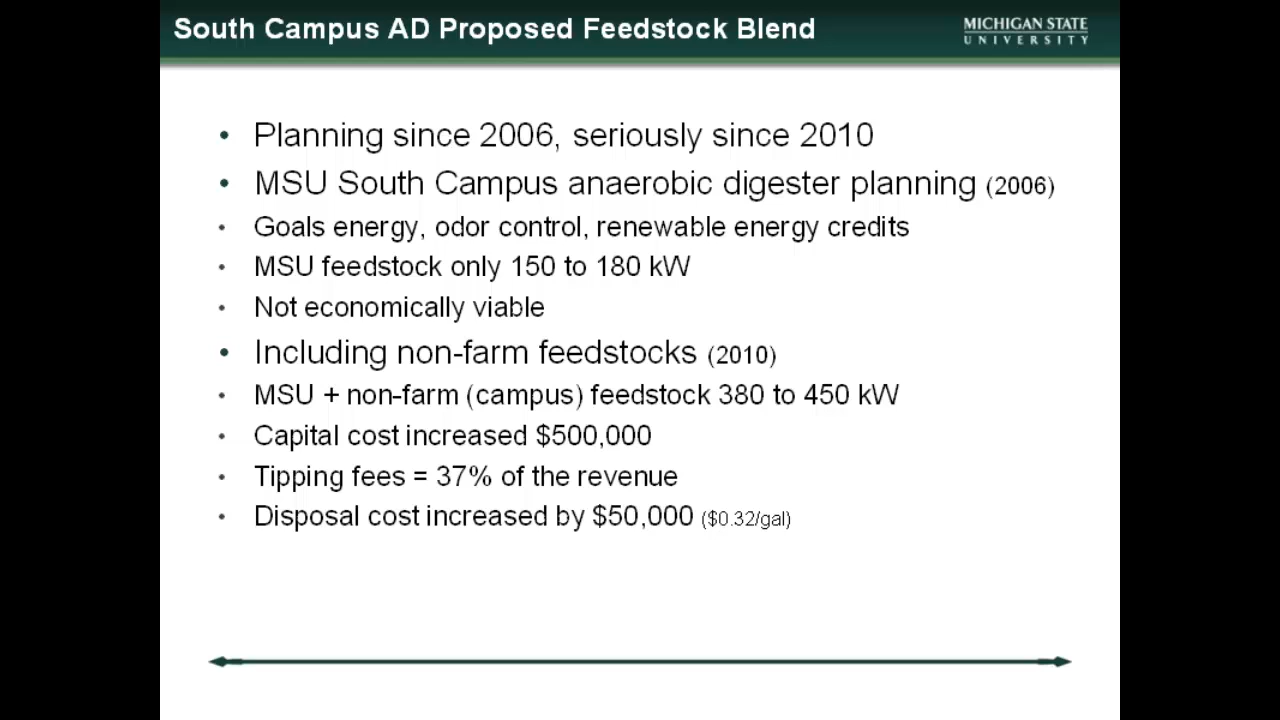 South Campus AD Proposed Feedstock Blend
MICHIGAN STATE
UNIVERSITY
• Planning since 2006, seriously since 2010
• MSU South Campus anaerobic digester planning (2006)
• Goals energy, odor control, renewable energy credits
• MSU feedstock only 150 to 180 kW
• Not economically viable
• Including non-farm feedstocks (2010)
• MSU + non-farm (campus) feedstock 380 to 450 kW
• Capital cost increased $500,000
• Tipping fees = 37% of the revenue
• Disposal cost increased by $50,000 ($0.32/gal)